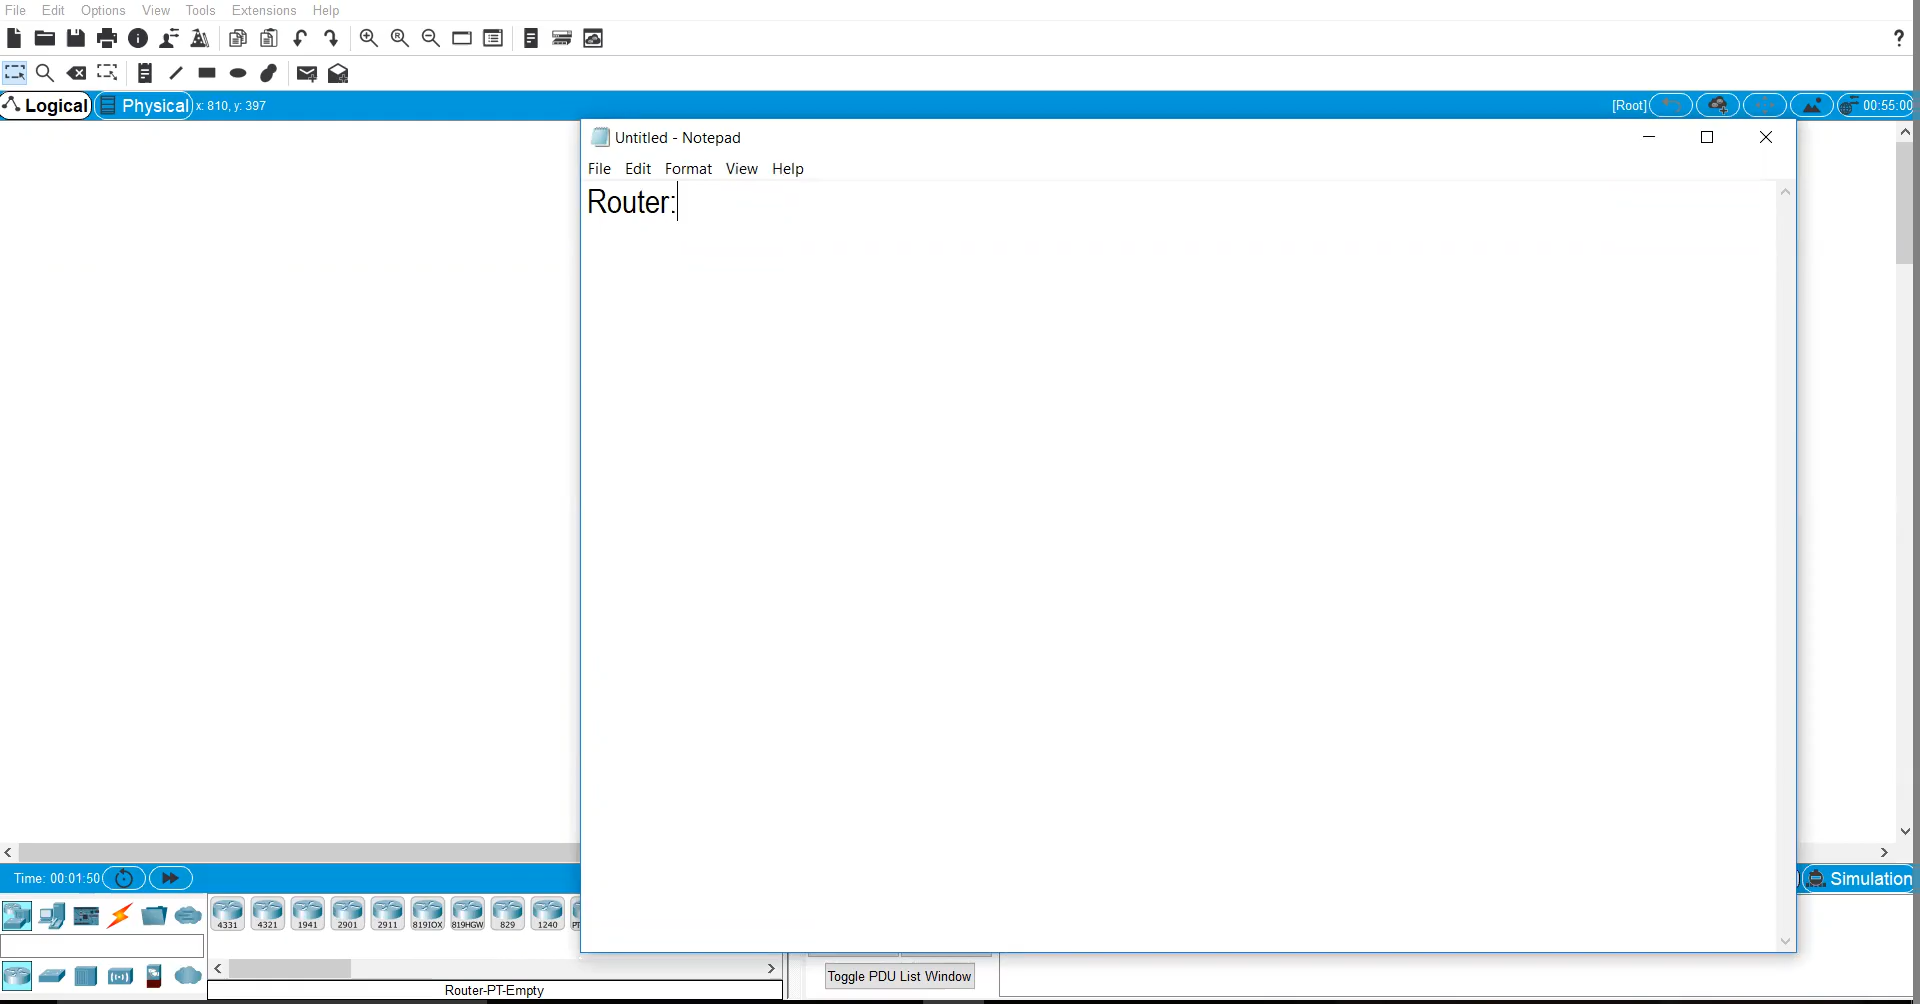 File Edit Options View Tools Extensions Help
?
Logical Physical x: 810, y: 397 [Root] 00:55:00
Untitled - Notepad
File Edit Format View Help
Router:
Time: 00:01:50 Simulation
4331 4321 1941 2901 2911 819IOX 819HGW 829 1240
Toggle PDU List Window
Router-PT-Empty